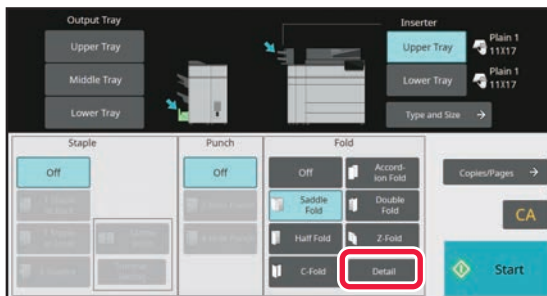 Output Tray
Upper Tray
Middle Tray
Lower Tray
Inserter
Upper Tray
Plain 1
11X17
Lower Tray
Plain 1
11X17
Type and Size
Staple
Off
Punch
Off
Fold
Off
Accord-
ion Fold
Saddle
Fold
Double
Fold
Half Fold
Z-Fold
C-Fold
Detail
Copies/Pages
CA
Start